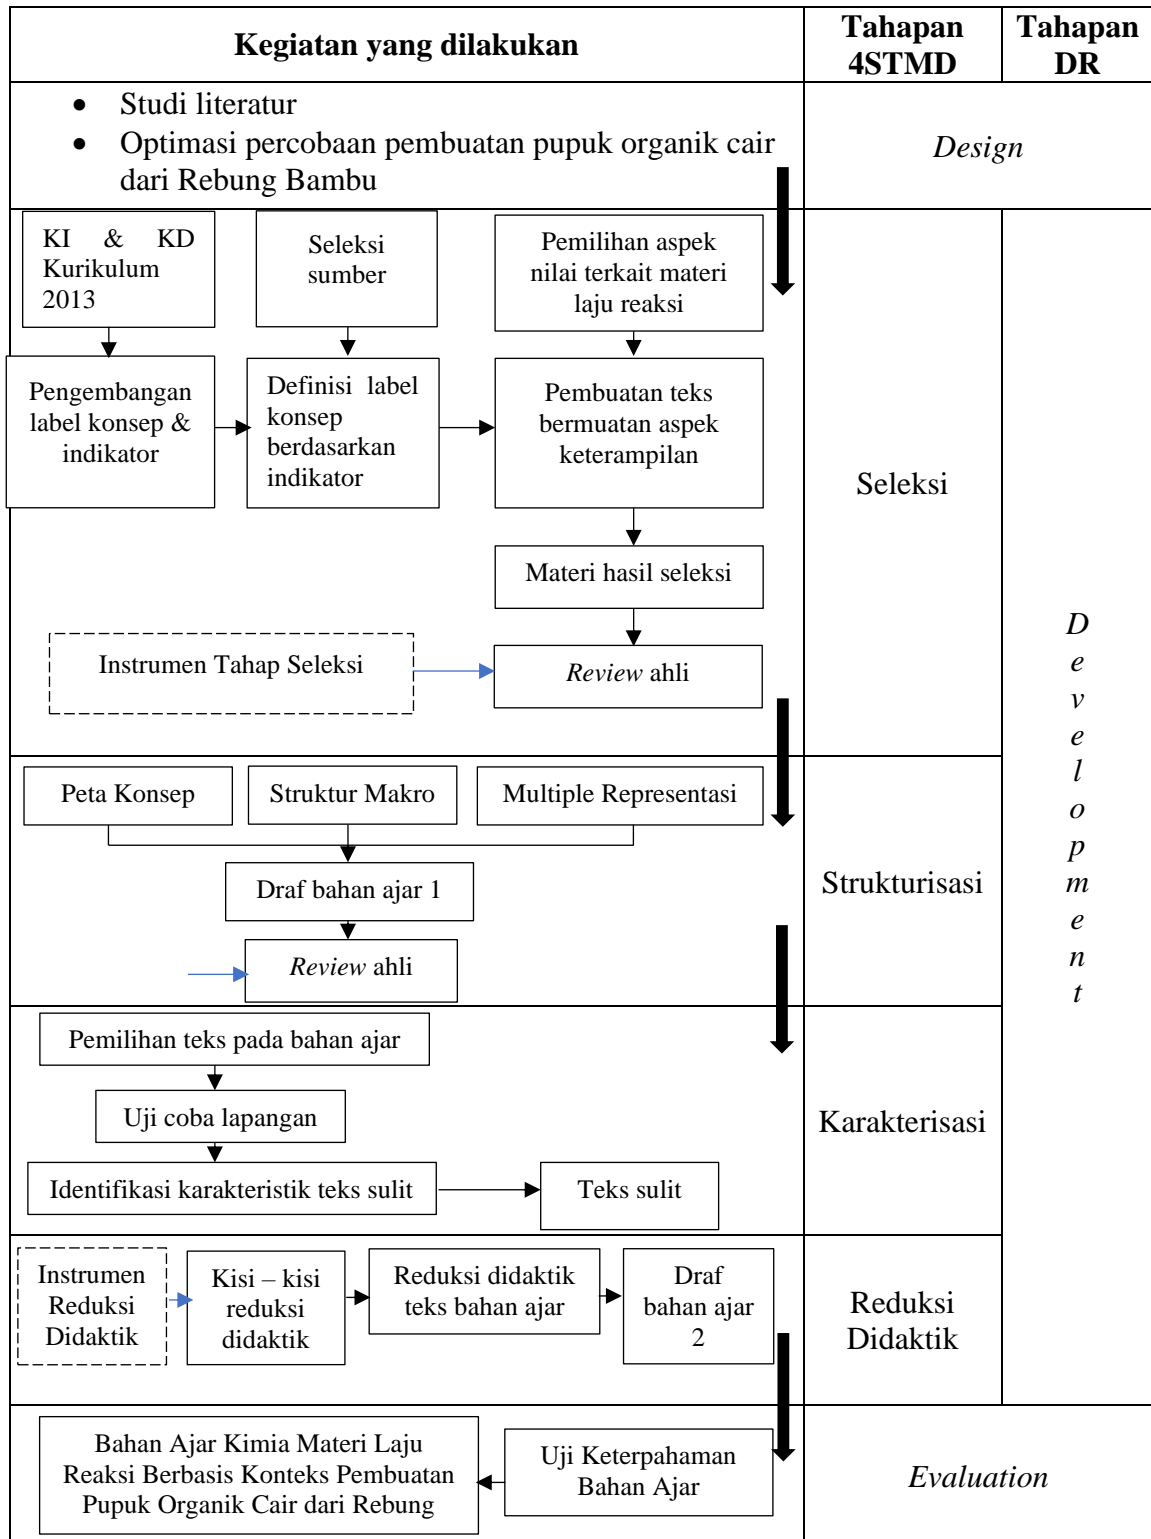 Kegiatan yang dilakukan
Tahapan
4STMD
Tahapan
DR
• Studi literatur
• Optimasi percobaan pembuatan pupuk organik cair
dari Rebung Bambu
Design
KI & KD
Kurikulum
2013
Seleksi
sumber
Pemilihan aspek
nilai terkait materi
laju reaksi
Pengembangan
label konsep &
indikator
Definisi label
konsep
berdasarkan
indikator
Pembuatan teks
bermuatan aspek
keterampilan
Materi hasil seleksi
Instrumen Tahap Seleksi
Review ahli
Seleksi
D
e
v
e
l
o
p
m
e
n
t
Peta Konsep
Struktur Makro
Multiple Representasi
Draf bahan ajar 1
Review ahli
Strukturisasi
Pemilihan teks pada bahan ajar
Uji coba lapangan
Identifikasi karakteristik teks sulit
Teks sulit
Karakterisasi
Instrumen
Reduksi
Didaktik
Kisi – kisi
reduksi
didaktik
Reduksi didaktik
teks bahan ajar
Draf
bahan ajar
2
Reduksi
Didaktik
Bahan Ajar Kimia Materi Laju
Reaksi Berbasis Konteks Pembuatan
Pupuk Organik Cair dari Rebung
Uji Keterpahaman
Bahan Ajar
Evaluation